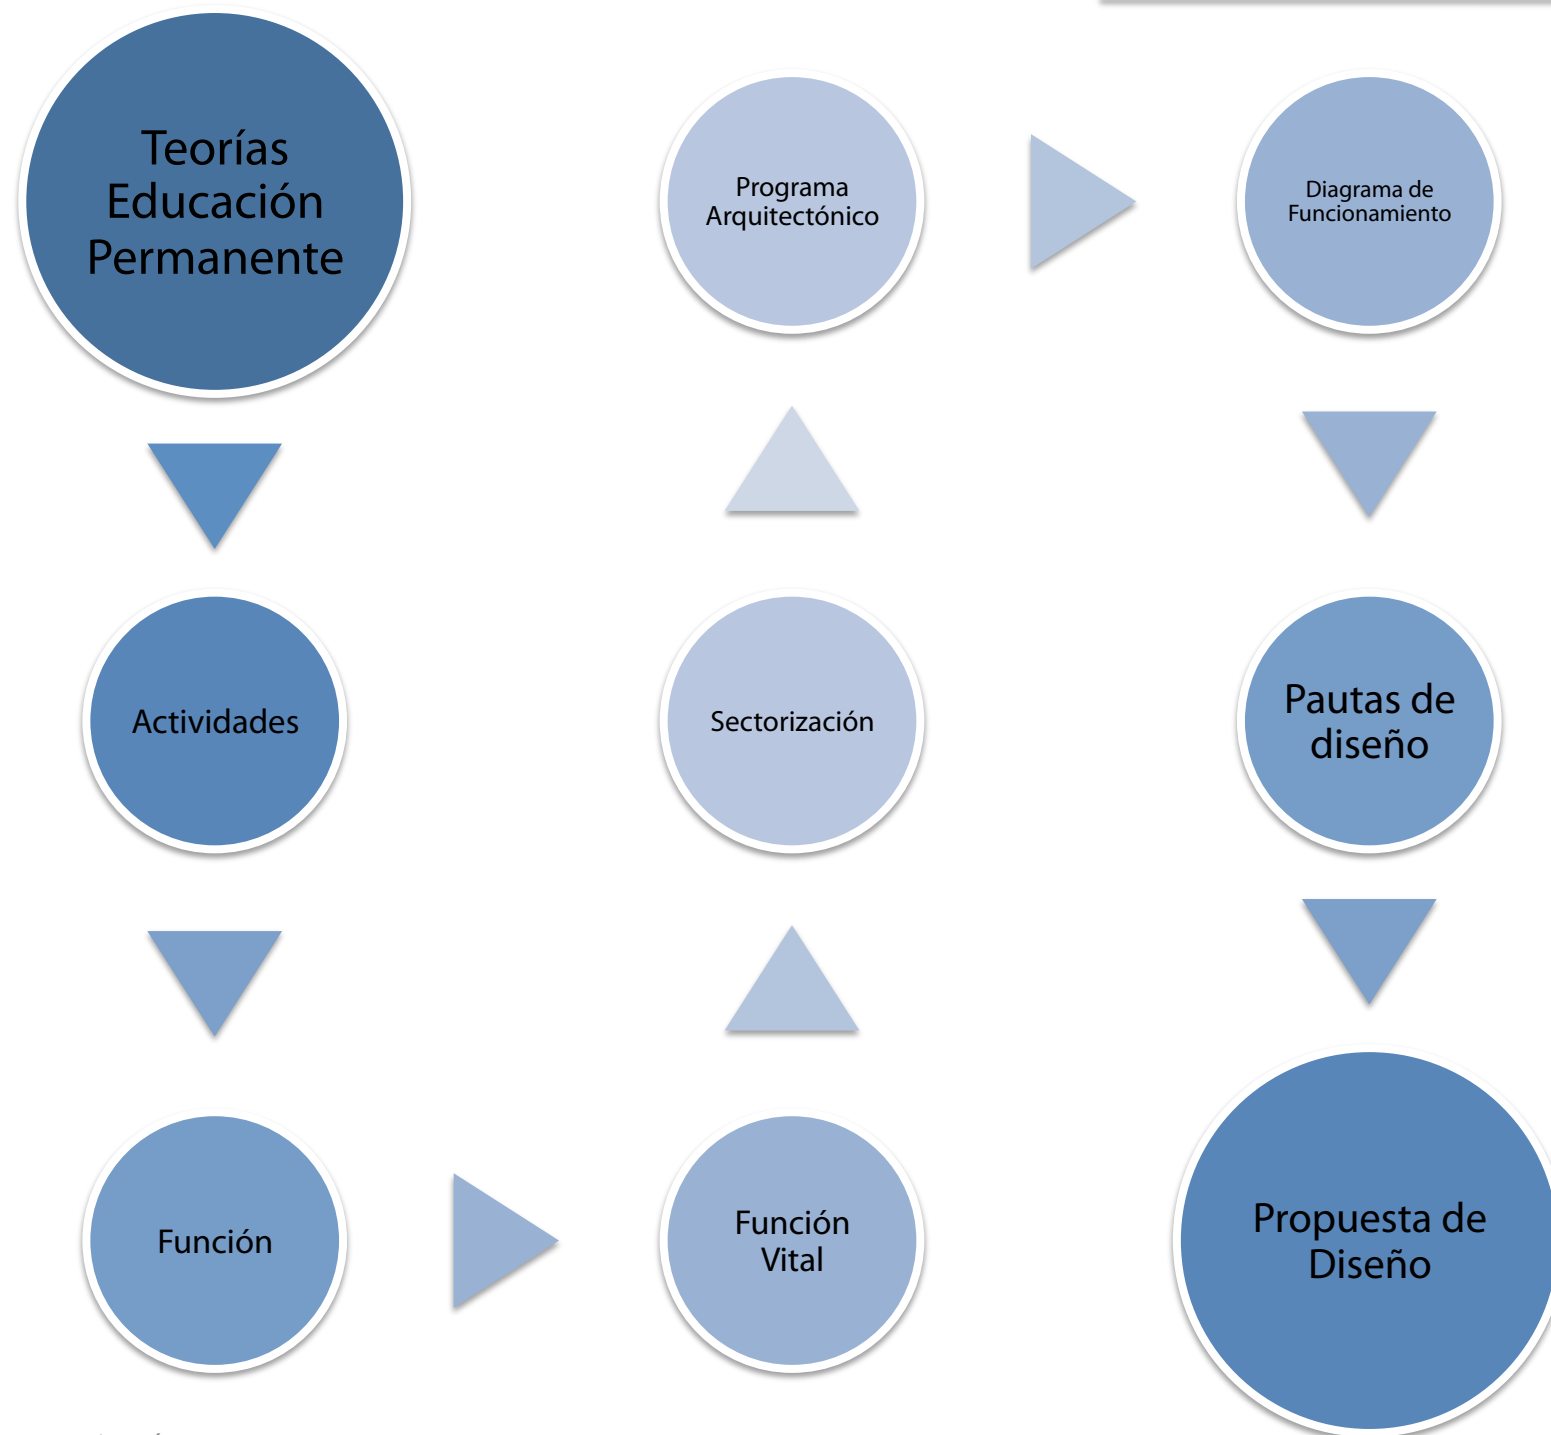 Teorías
Educación
Permanente
Actividades
Función
Función
Vital
Sectorización
Programa
Arquitectónico
Diagrama de
Funcionamiento
Pautas de
diseño
Propuesta de
Diseño